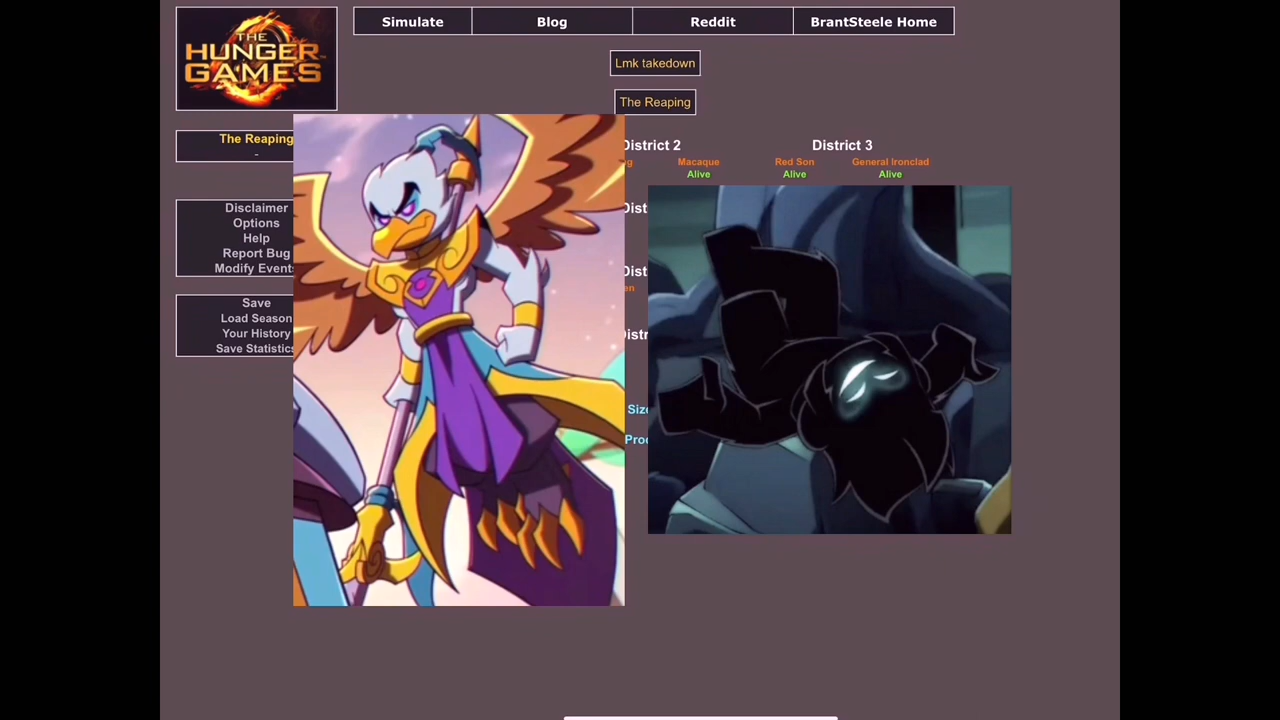 THE
HUNGER
GAMES
Simulate
Blog
Reddit
BrantSteele Home
Lmk takedown
The Reaping
The Reaping
-
District 2
District 3
Macaque
Red Son
General Ironclad
Alive
Alive
Alive
Disclaimer
Options
Help
Report Bug
Modify Events
Save
Load Season
Your History
Save Statistics